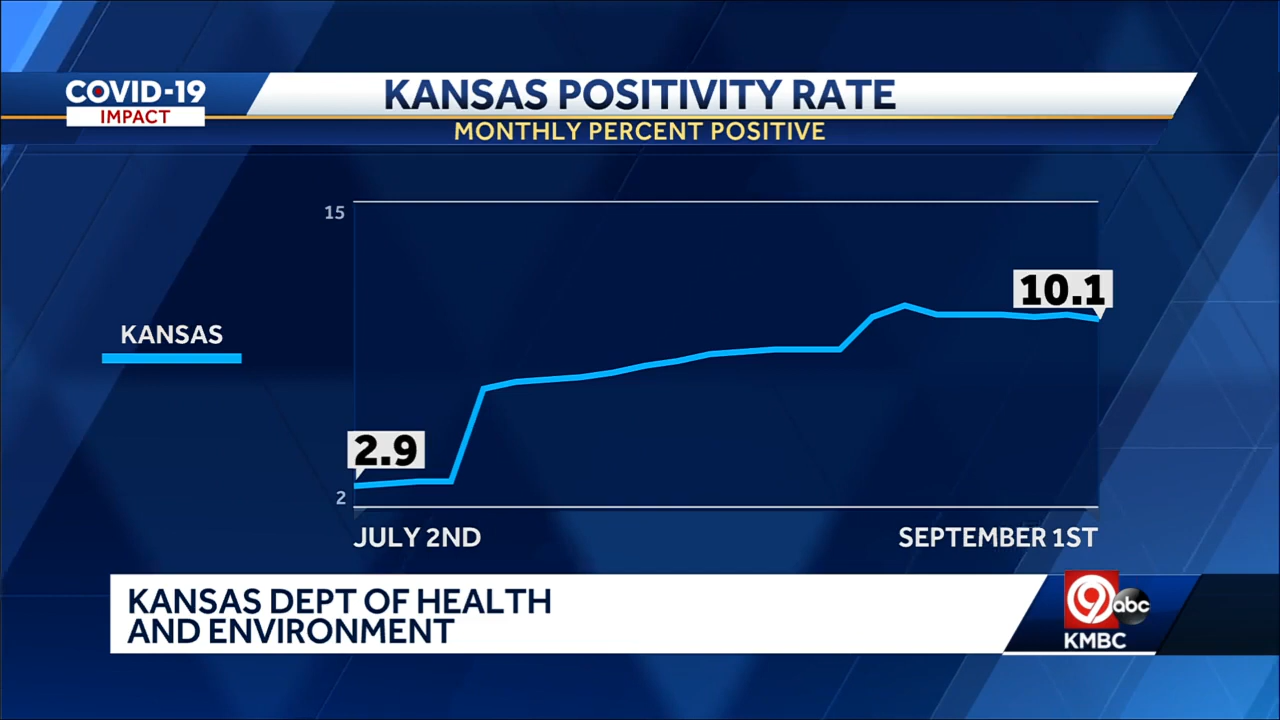 COVID-19
IMPACT
KANSAS POSITIVITY RATE
MONTHLY PERCENT POSITIVE
15
10.1
KANSAS
2.9
2
JULY 2ND
SEPTEMBER 1ST
KANSAS DEPT OF HEALTH
AND ENVIRONMENT
9
abc
KMBC